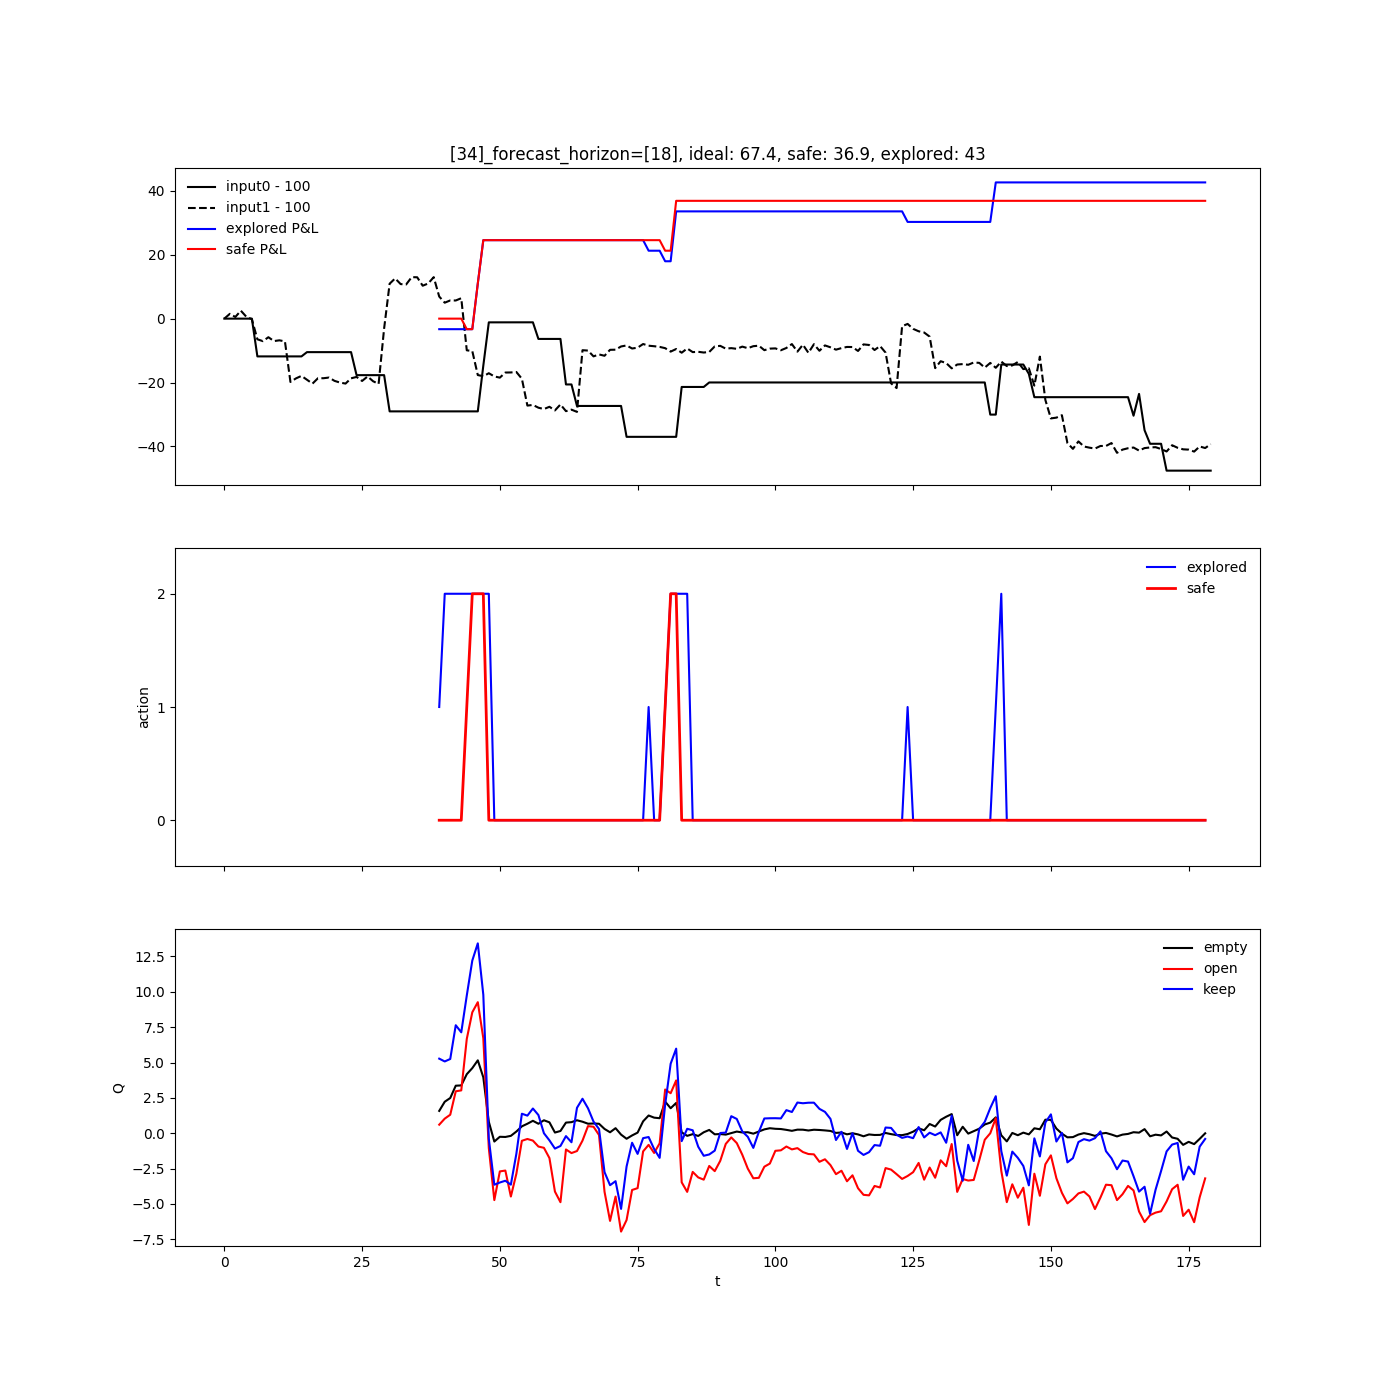 [34]_forecast_horizon=[18], ideal: 67.4, safe: 36.9, explored: 43
input0 - 100
input1 - 100
explored P&L
safe P&L
40
20
0
−20
−40
explored
safe
2
1
0
action
empty
open
keep
12.5
10.0
7.5
5.0
2.5
0.0
−2.5
−5.0
−7.5
Q
0 25 50 75 100 125 150 175
t